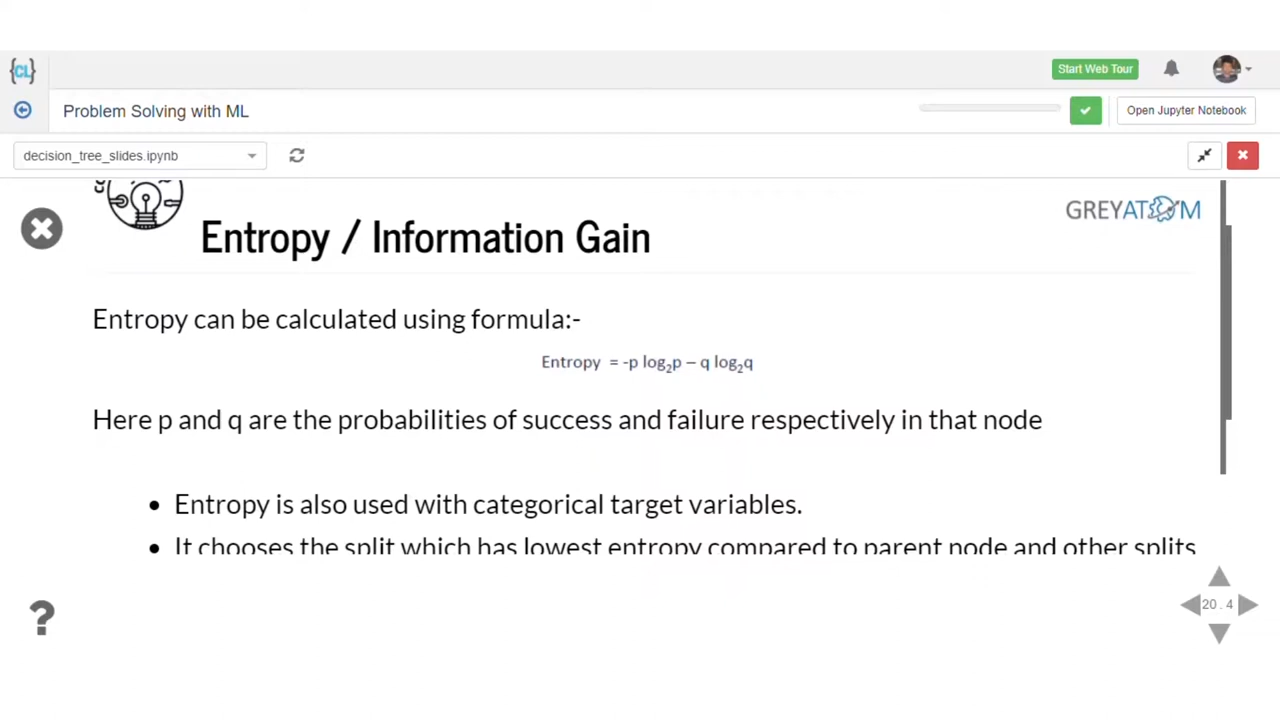 {CL}
Start Web Tour
Problem Solving with ML
Open Jupyter Notebook
decision_tree_slides.ipynb
GREYATOM
Entropy / Information Gain
Entropy can be calculated using formula:-
Entropy = -p log₂p – q log₂q
Here p and q are the probabilities of success and failure respectively in that node
• Entropy is also used with categorical target variables.
• It chooses the split which has lowest entropy compared to parent node and other splits
?
20 . 4